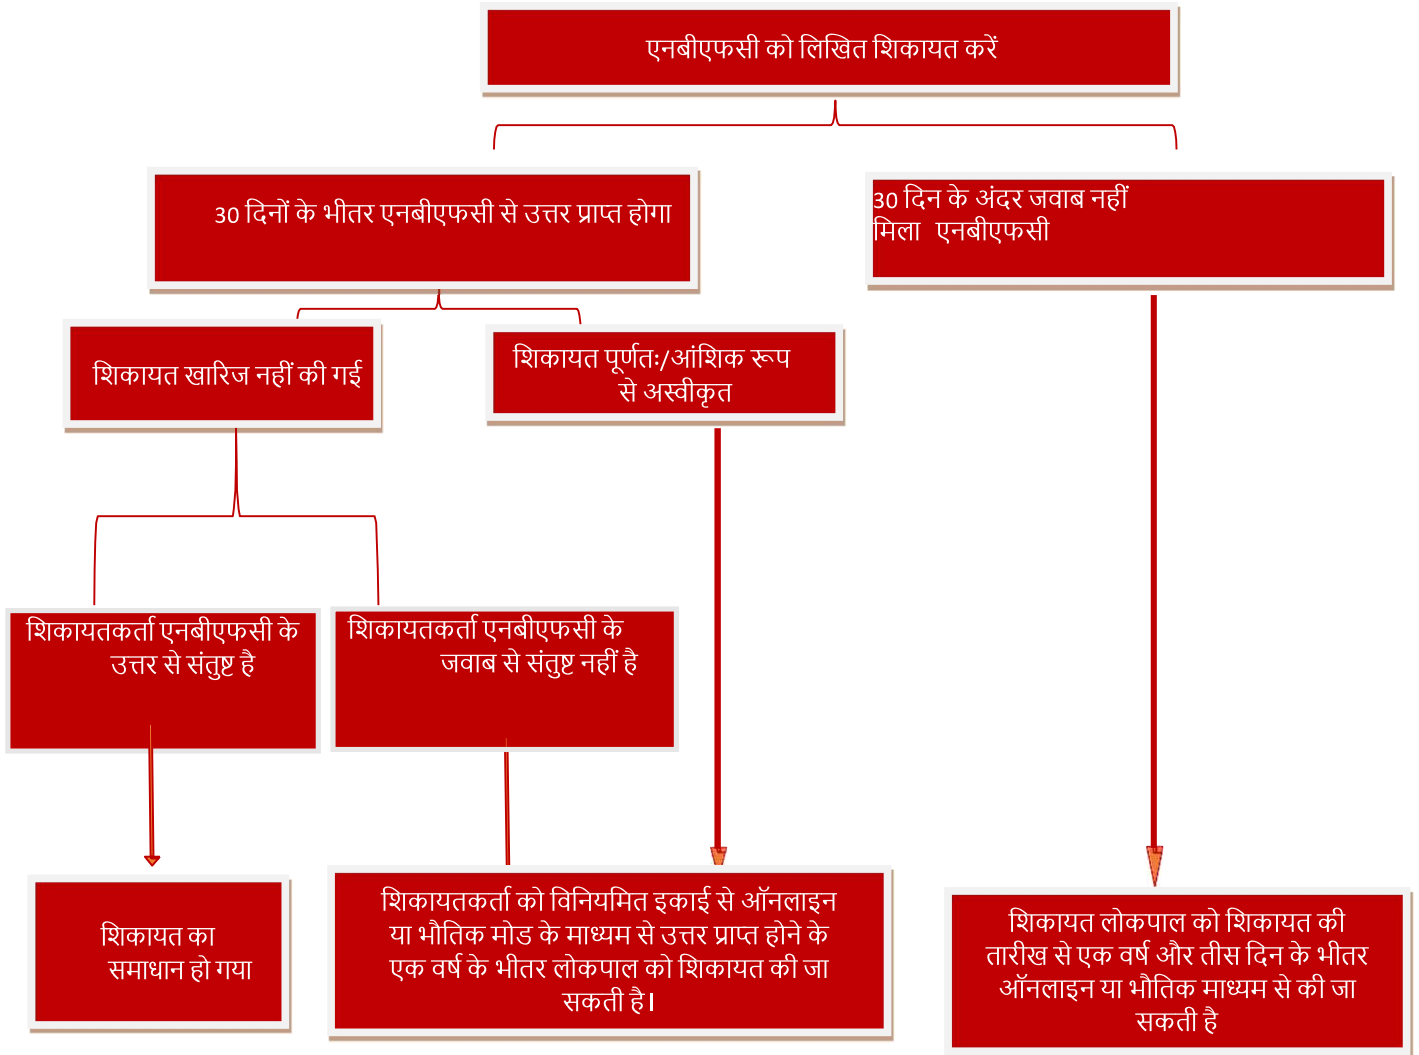 एनबीएफसी को लिखित शिकायत करें
30 दिनों के भीतर एनबीएफसी से उत्तर प्राप्त होगा
30 दिन के अंदर जवाब नहीं
मिला एनबीएफसी
शिकायत खारिज नहीं की गई
शिकायत पूर्णतः/आंशिक रूप
से अस्वीकृत
शिकायतकर्ता एनबीएफसी के
उत्तर से संतुष्ट है
शिकायतकर्ता एनबीएफसी के
जवाब से संतुष्ट नहीं है
शिकायत का
समाधान हो गया
शिकायतकर्ता को विनियमित इकाई से ऑनलाइन
या भौतिक मोड के माध्यम से उत्तर प्राप्त होने के
एक वर्ष के भीतर लोकपाल को शिकायत की जा
सकती है।
शिकायत लोकपाल को शिकायत की
तारीख से एक वर्ष और तीस दिन के भीतर
ऑनलाइन या भौतिक माध्यम से की जा
सकती है